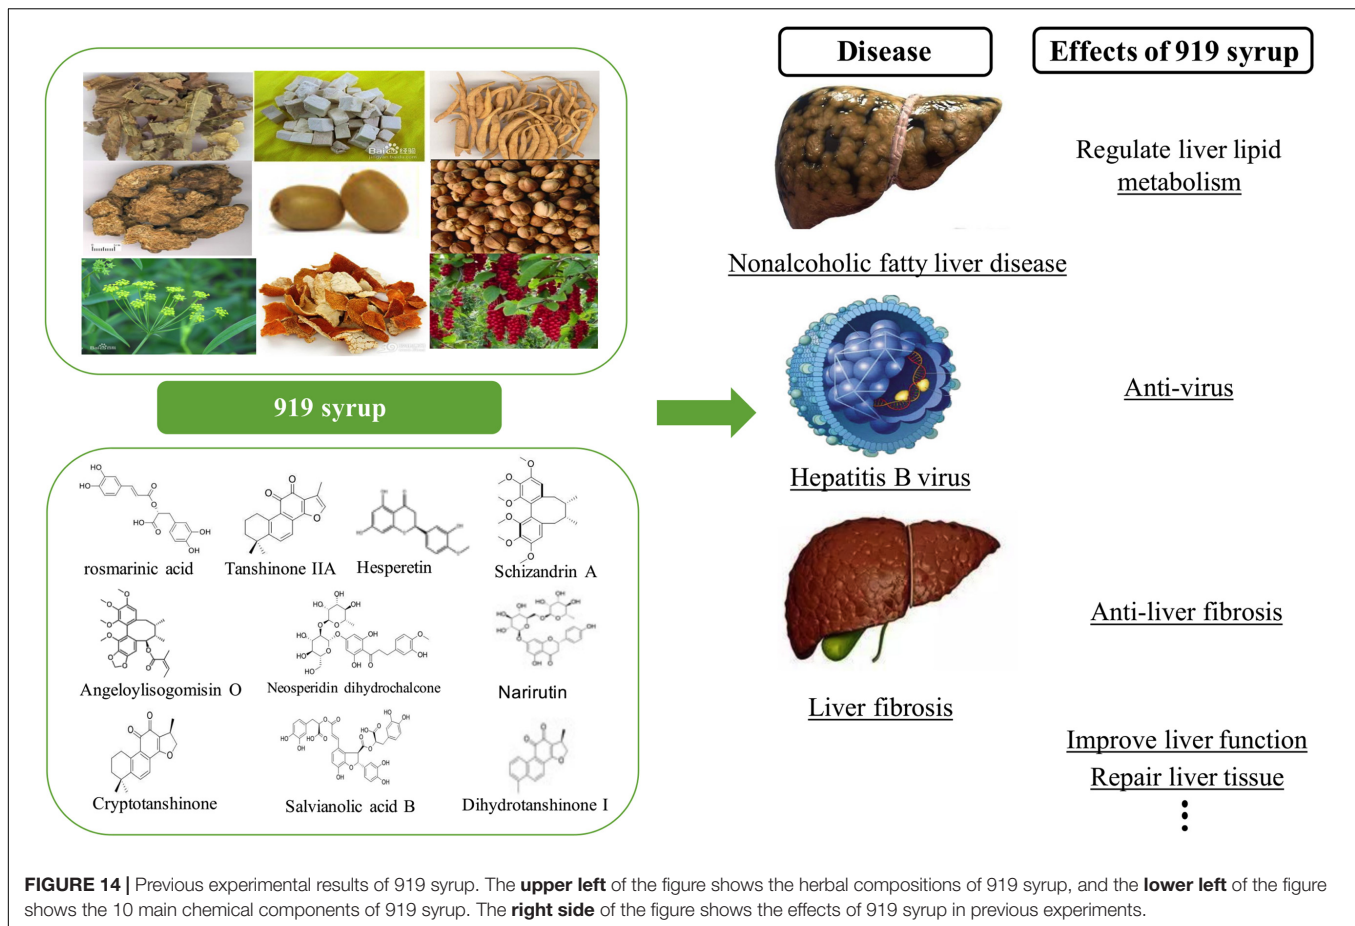 Disease
Effects of 919 syrup
Regulate liver lipid
metabolism
Nonalcoholic fatty liver disease
919 syrup
Anti-virus
Hepatitis B virus
HO
O
OH
rosmarinic acid
Tanshinone IIA
Hesperetin
Schizandrin A
Anti-liver fibrosis
Angeloylisogomisin O
Neosperidin dihydrochalcone
Narirutin
Liver fibrosis
Improve liver function
Repair liver tissue
Cryptotanshinone
Salvianolic acid B
Dihydrotanshinone I
FIGURE 14 | Previous experimental results of 919 syrup. The upper left of the figure shows the herbal compositions of 919 syrup, and the lower left of the figure
shows the 10 main chemical components of 919 syrup. The right side of the figure shows the effects of 919 syrup in previous experiments.